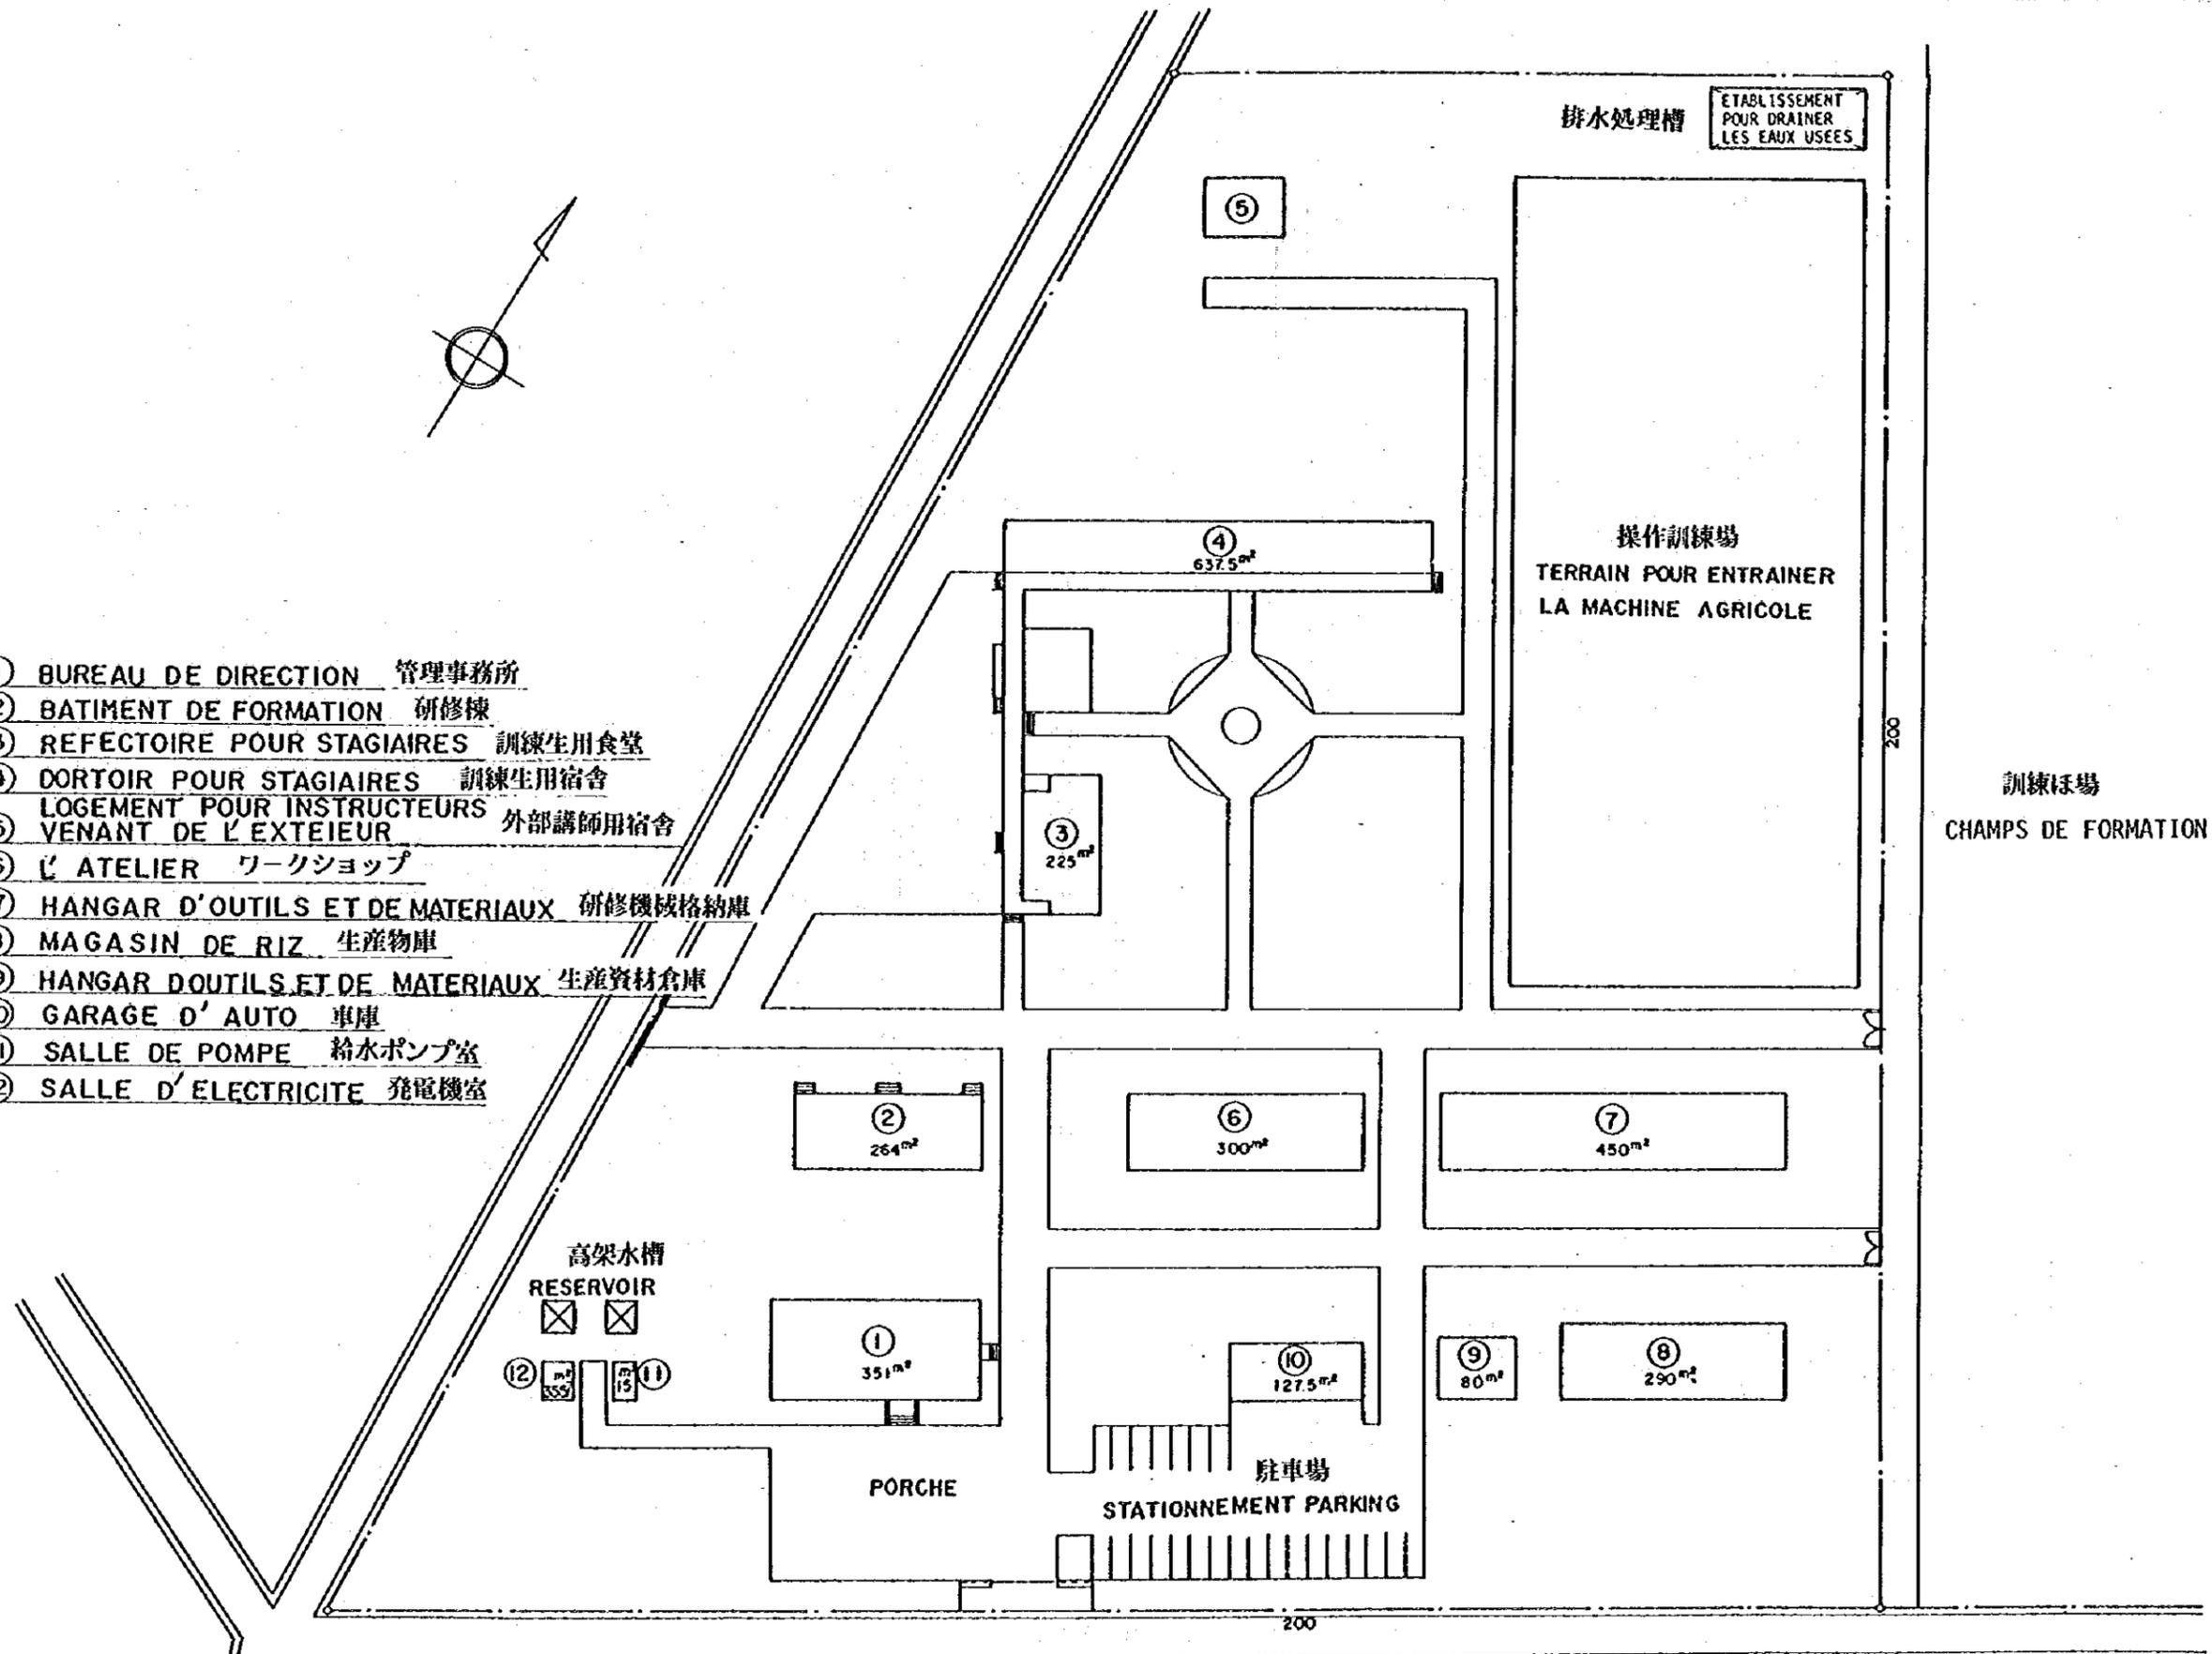 排水処理槽
ETABLISSEMENT
POUR DRAINER
LES EAUX USEES
⑤
④
637.5m²
操作訓練場
TERRAIN POUR ENTRAINER
LA MACHINE AGRICOLE
200
訓練ほ場
CHAMPS DE FORMATION
③
225m²
BUREAU DE DIRECTION 管理事務所
BATIMENT DE FORMATION 研修棟
REFECTOIRE POUR STAGIAIRES 訓練生用食堂
DORTOIR POUR STAGIAIRES 訓練生用宿舎
LOGEMENT POUR INSTRUCTEURS
VENANT DE L'EXTEIEUR 外部講師用宿舎
L' ATELIER ワークショップ
HANGAR D'OUTILS ET DE MATERIAUX 研修機械格納庫
MAGASIN DE RIZ 生産物庫
HANGAR DOUTILS ET DE MATERIAUX 生産資材倉庫
GARAGE D' AUTO 車庫
SALLE DE POMPE 給水ポンプ室
SALLE D' ELECTRICITE 発電機室
②
264m²
⑥
300m²
⑦
450m²
高架水槽
RESERVOIR
⑫
m²
⑪
m²
15
①
351m²
⑩
127.5m²
⑨
80m²
⑧
290m²
PORCHE
駐車場
STATIONNEMENT PARKING
200